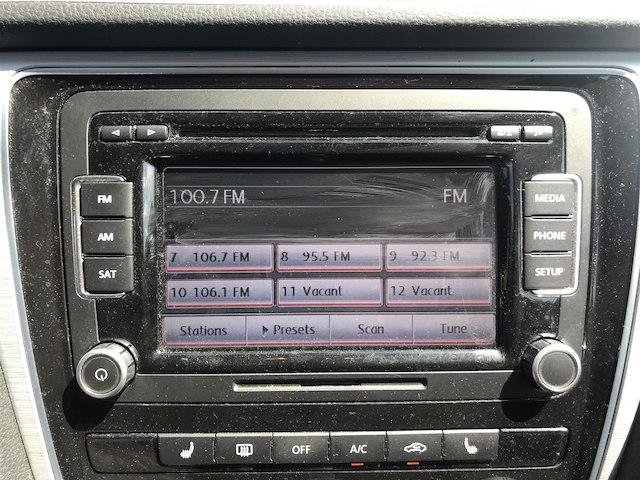 100.7 FM FM
FM MEDIA
AM PHONE
SAT SETUP
7 106.7 FM 8 95.5 FM 9 92.3 FM
10 106.1 FM 11 Vacant 12 Vacant
Stations Presets Scan Tune
OFF A/C